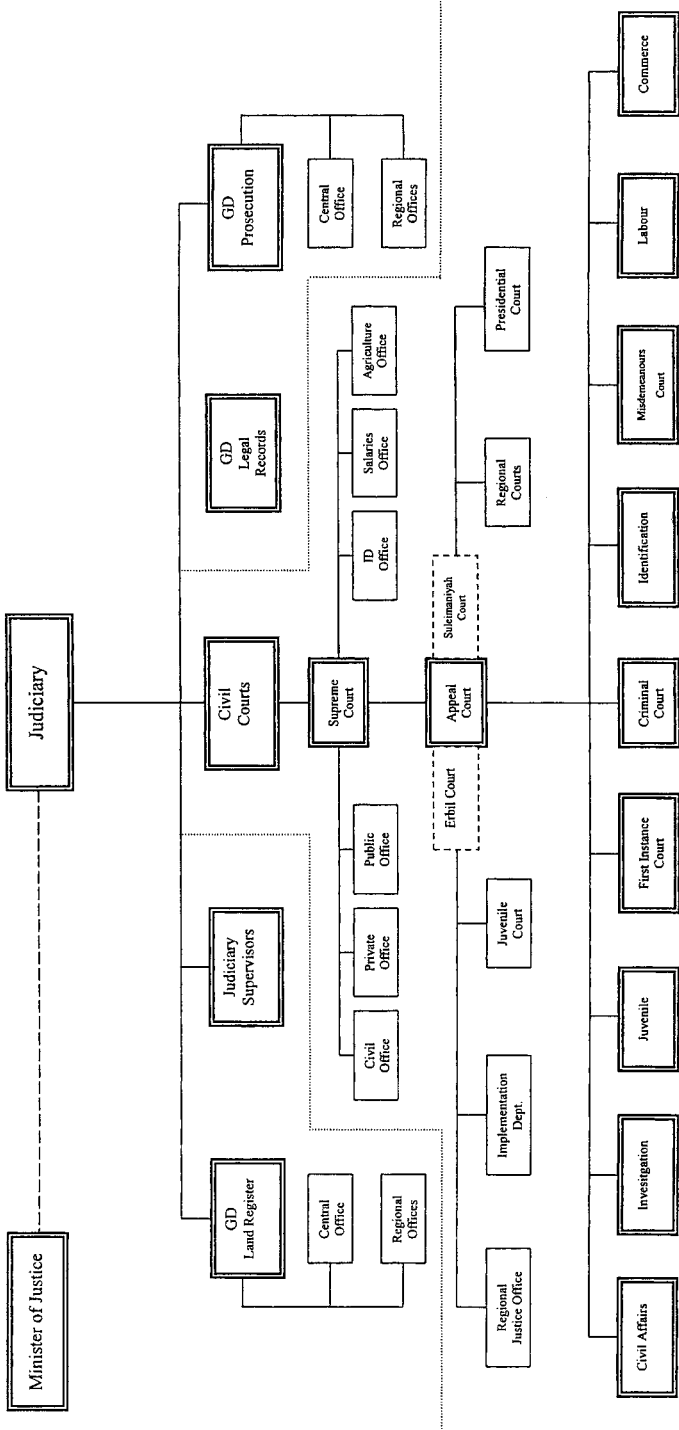 Minister of Justice
Judiciary
GD
Land Register
Judiciary
Supervisors
Civil
Courts
GD
Legal
Records
GD
Prosecution
Central
Office
Regional
Offices
Central
Office
Regional
Offices
Civil
Office
Private
Office
Public
Office
Supreme
Court
ID
Office
Salaries
Office
Agriculture
Office
Erbil Court
Appeal
Court
Suleimaniyah
Court
Regional
Justice Office
Implementation
Dept.
Juvenile
Court
Regional
Courts
Presidential
Court
Civil Affairs
Invesitgation
Juvenile
First Instance
Court
Criminal Court
Identification
Misdemeanours
Court
Labour
Commerce